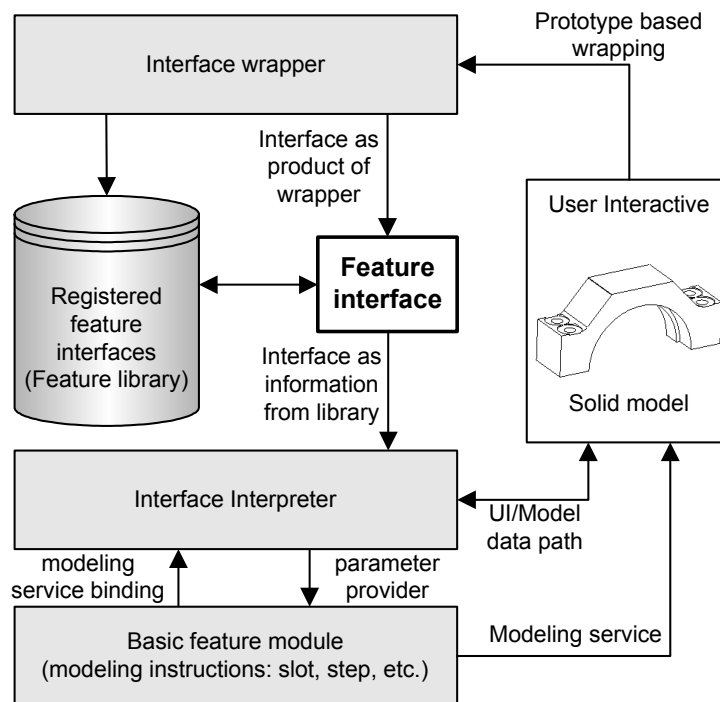 Prototype based
wrapping
Interface wrapper
Interface as
product of
wrapper
User Interactive
Feature
interface
Registered
feature
interfaces
(Feature library)
Interface as
information
from library
Solid model
Interface Interpreter
UI/Model
data path
modeling
service binding
parameter
provider
Basic feature module
(modeling instructions: slot, step, etc.)
Modeling service